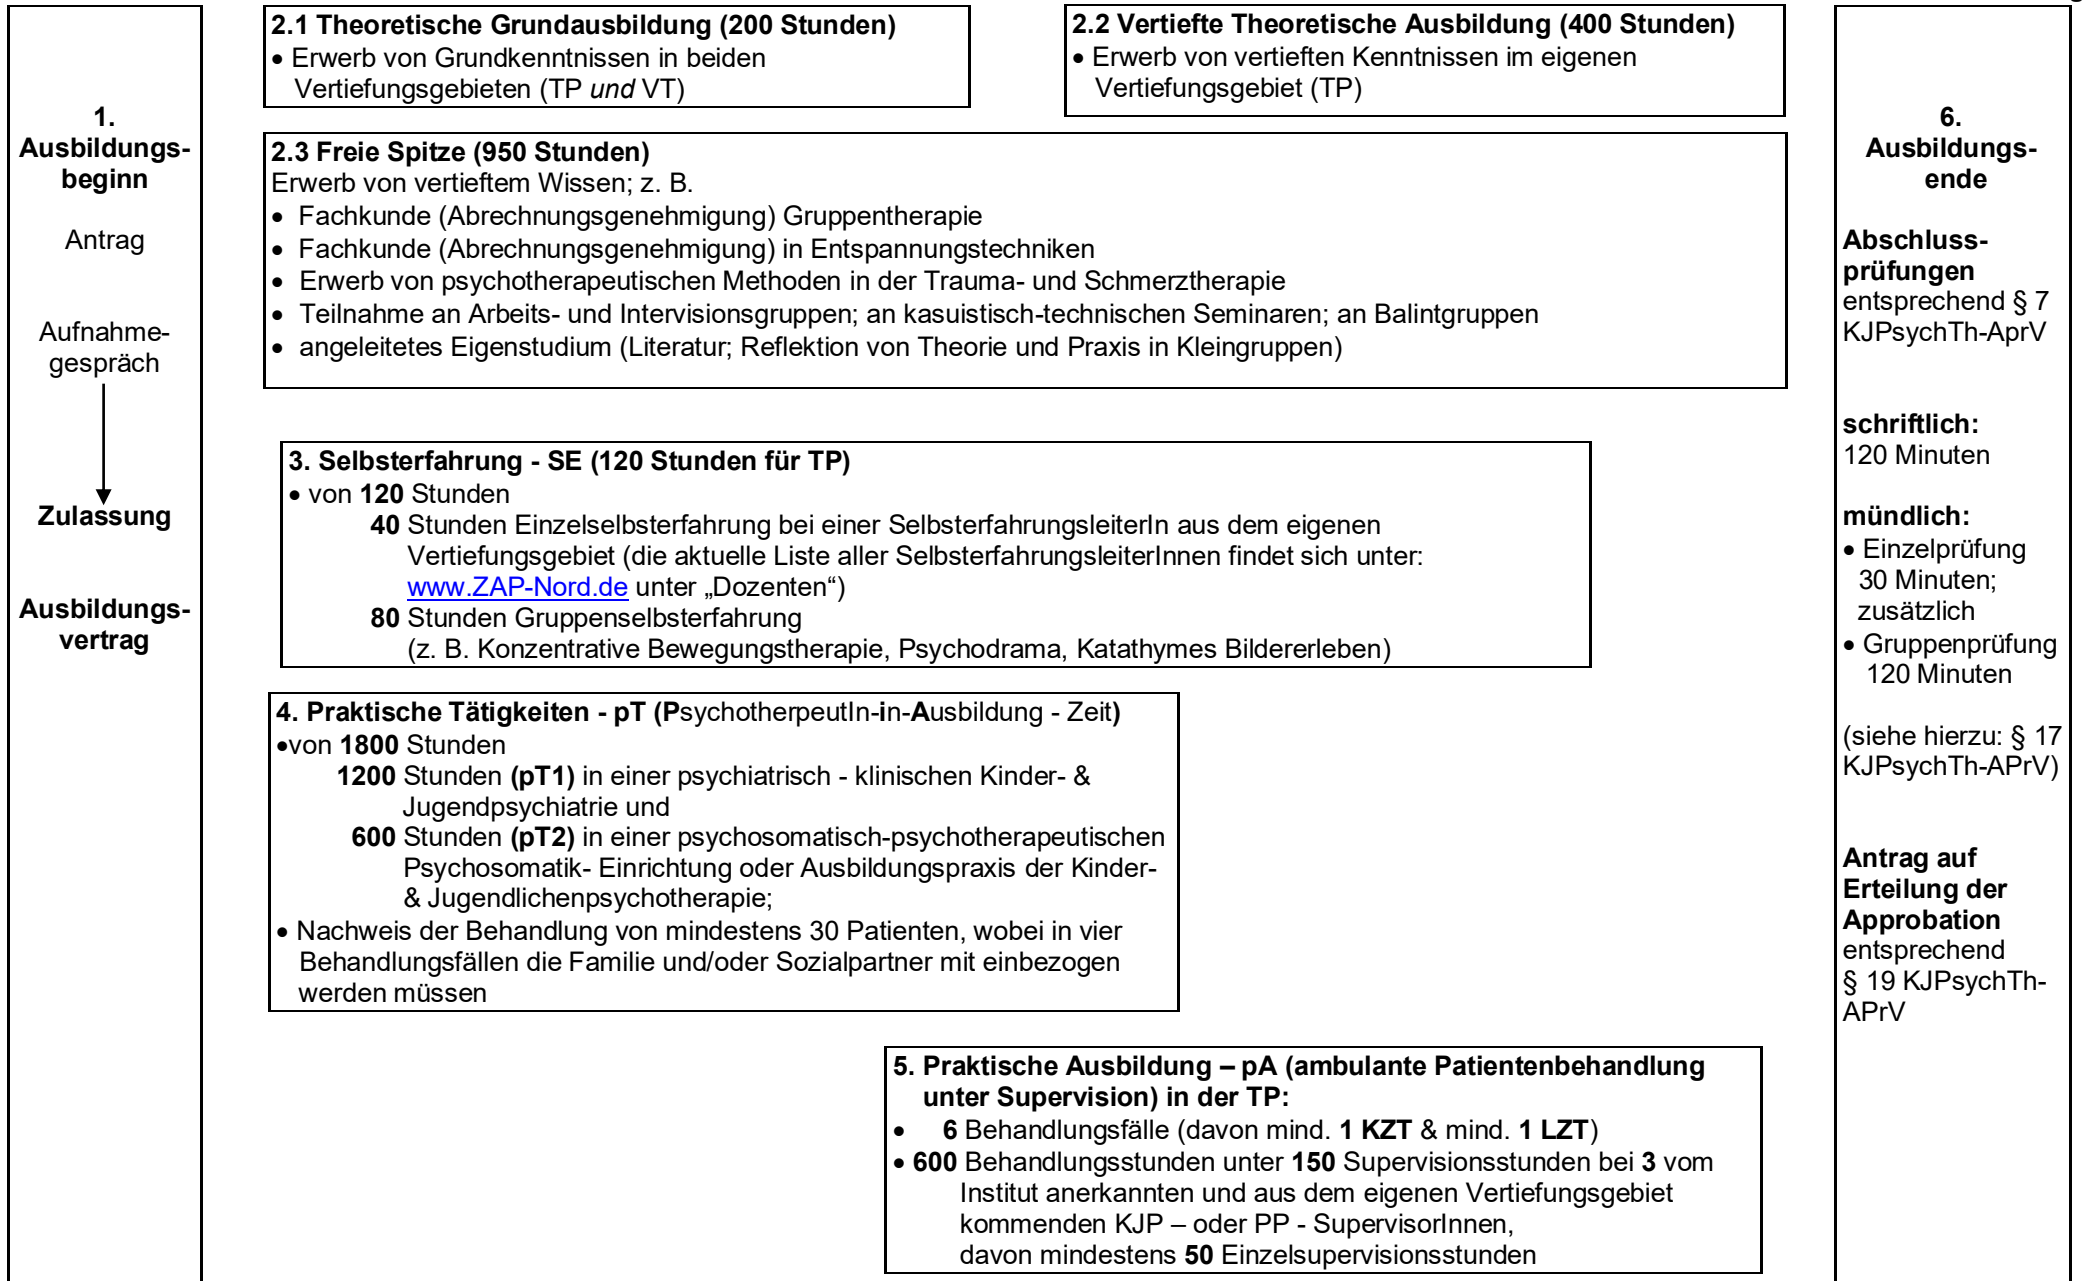 2.1 Theoretische Grundausbildung (200 Stunden)
• Erwerb von Grundkenntnissen in beiden
Vertiefungsgebieten (TP und VT)
2.2 Vertiefte Theoretische Ausbildung (400 Stunden)
• Erwerb von vertieften Kenntnissen im eigenen
Vertiefungsgebiet (TP)
1.
Ausbildungs-
beginn
Antrag
Aufnahme-
gespräch
Zulassung
Ausbildungs-
vertrag
2.3 Freie Spitze (950 Stunden)
Erwerb von vertieftem Wissen; z. B.
• Fachkunde (Abrechnungsgenehmigung) Gruppentherapie
• Fachkunde (Abrechnungsgenehmigung) in Entspannungstechniken
• Erwerb von psychotherapeutischen Methoden in der Trauma- und Schmerztherapie
• Teilnahme an Arbeits- und Intervisionsgruppen; an kasuistisch-technischen Seminaren; an Balintgruppen
• angeleitetes Eigenstudium (Literatur; Reflektion von Theorie und Praxis in Kleingruppen)
3. Selbsterfahrung - SE (120 Stunden für TP)
• von 120 Stunden
40 Stunden Einzelselbsterfahrung bei einer SelbsterfahrungsleiterIn aus dem eigenen
Vertiefungsgebiet (die aktuelle Liste aller SelbsterfahrungsleiterInnen findet sich unter:
www.ZAP-Nord.de unter „Dozenten“)
80 Stunden Gruppenselbsterfahrung
(z. B. Konzentrative Bewegungstherapie, Psychodrama, Katathymes Bildererleben)
4. Praktische Tätigkeiten - pT (PsychotherpeutIn-in-Ausbildung - Zeit)
•von 1800 Stunden
1200 Stunden (pT1) in einer psychiatrisch - klinischen Kinder- &
Jugendpsychiatrie und
600 Stunden (pT2) in einer psychosomatisch-psychotherapeutischen
Psychosomatik- Einrichtung oder Ausbildungspraxis der Kinder-
& Jugendlichenpsychotherapie;
• Nachweis der Behandlung von mindestens 30 Patienten, wobei in vier
Behandlungsfällen die Familie und/oder Sozialpartner mit einbezogen
werden müssen
5. Praktische Ausbildung – pA (ambulante Patientenbehandlung
unter Supervision) in der TP:
• 6 Behandlungsfälle (davon mind. 1 KZT & mind. 1 LZT)
• 600 Behandlungsstunden unter 150 Supervisionsstunden bei 3 vom
Institut anerkannten und aus dem eigenen Vertiefungsgebiet
kommenden KJP – oder PP - SupervisorInnen,
davon mindestens 50 Einzelsupervisionsstunden
6.
Ausbildungs-
ende
Abschluss-
prüfungen
entsprechend § 7
KJPsychTh-AprV
schriftlich:
120 Minuten
mündlich:
• Einzelprüfung
30 Minuten;
zusätzlich
• Gruppenprüfung
120 Minuten
(siehe hierzu: § 17
KJPsychTh-APrV)
Antrag auf
Erteilung der
Approbation
entsprechend
§ 19 KJPsychTh-
APrV